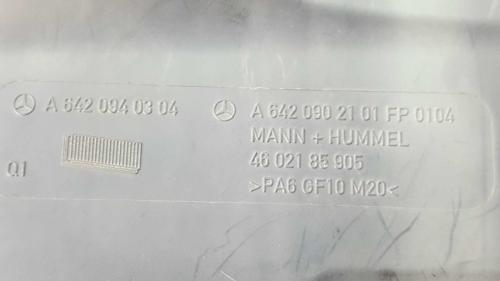 A 642 094 03 04
Q1
A 642 090 21 01 FP 0104
MANN + HUMMEL
46 021 85 905
>PA6 GF10 M20<